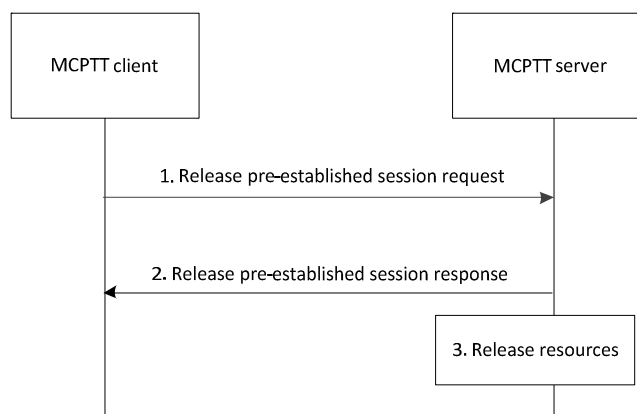 MCPTT client
MCPTT server
1. Release pre-established session request
2. Release pre-established session response
3. Release resources